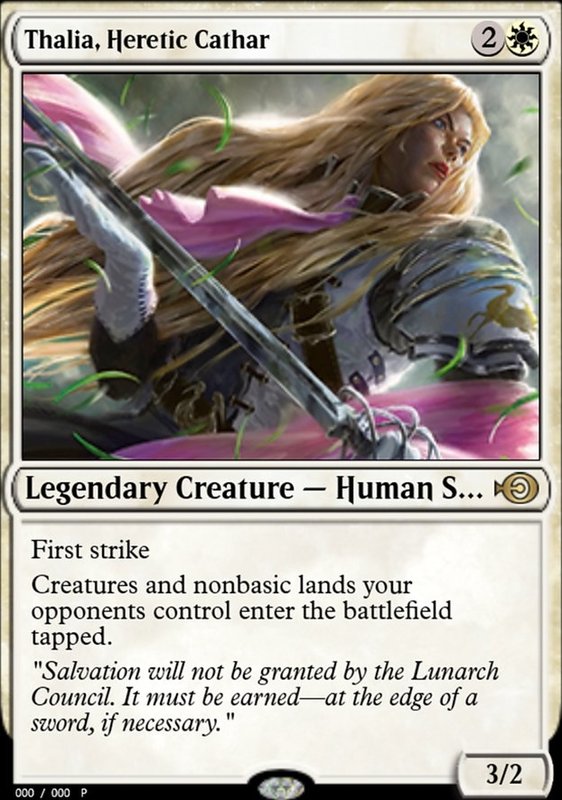 Thalia, Heretic Cathar 2
Legendary Creature — Human S...
First strike
Creatures and nonbasic lands your
opponents control enter the battlefield
tapped.
"Salvation will not be granted by the Lunarch
Council. It must be earned—at the edge of a
sword, if necessary."
3/2
000 / 000 P